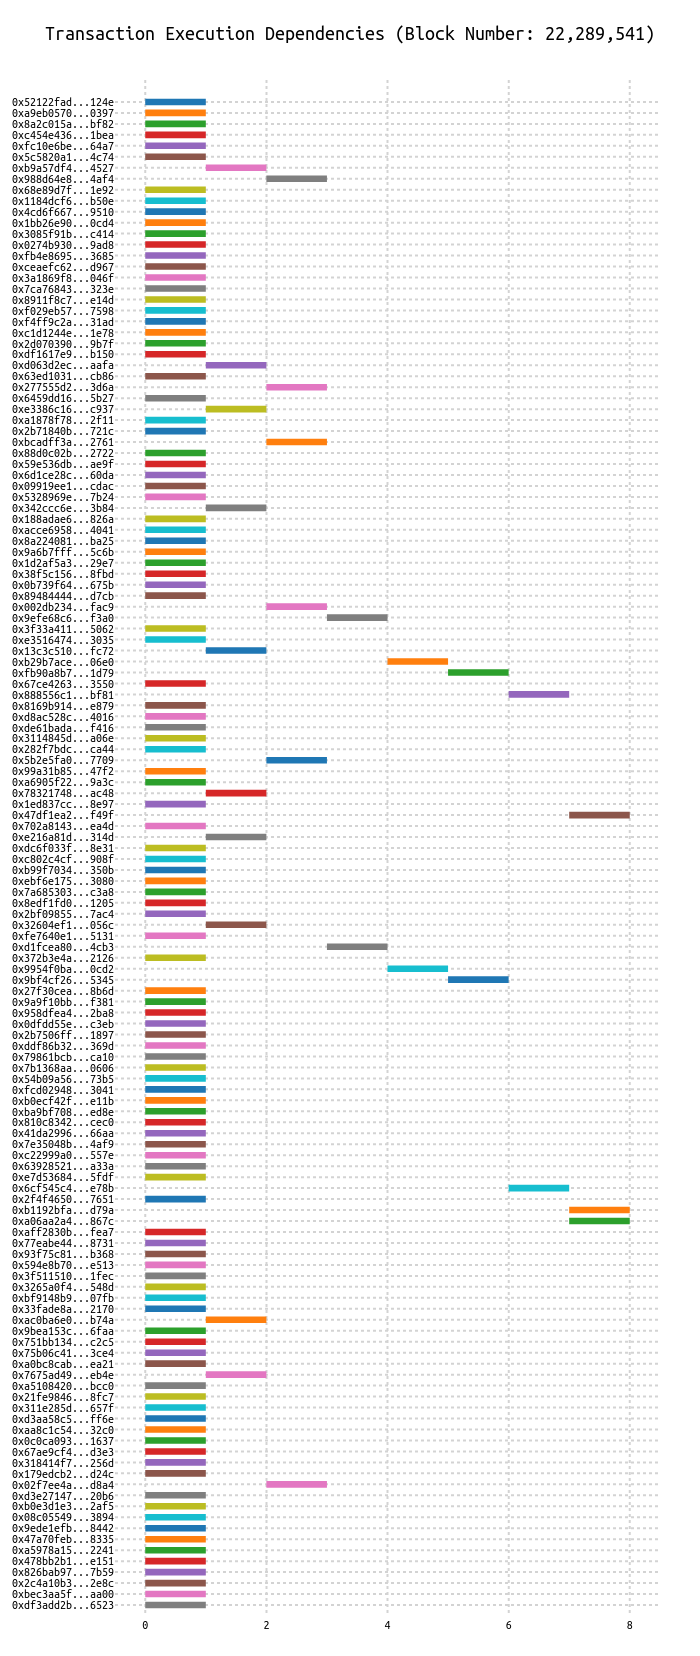 Transaction Execution Dependencies (Block Number: 22,289,541)
0x52122fad...124e
0xa9eb0570...0397
0x8a2c015a...bf82
0xc454e436...1bea
0xfc10e6be...64a7
0x5c5820a1...4c74
0xb9a57df4...4527
0x988d64e8...4af4
0x68e89d7f...1e92
0x1184dcf6...b50e
0x4cd6f667...9510
0x1bb26e90...0cd4
0x3085f91b...c414
0x0274b930...9ad8
0xfb4e8695...3685
0xceaefc62...d967
0x3a1869f8...046f
0x7ca76843...323e
0x8911f8c7...e14d
0xf029eb57...7598
0xf4ff9c2a...31ad
0xc1d1244e...1e78
0x2d070390...9b7f
0xdf1617e9...b150
0xd063d2ec...aafa
0x63ed1031...cb86
0x277555d2...3d6a
0x6459dd16...5b27
0xe3386c16...c937
0xa1878f78...2f11
0x2b71840b...721c
0xbcadff3a...2761
0x88d0c02b...2722
0x59e536db...ae9f
0x6d1ce28c...60da
0x09919ee1...cdac
0x5328969e...7b24
0x342ccc6e...3b84
0x188adae6...826a
0xacce6958...4041
0x8a224081...ba25
0x9a6b7fff...5c6b
0x1d2af5a3...29e7
0x38f5c156...8fbd
0x0b739f64...675b
0x89484444...d7cb
0x002db234...fac9
0x9efe68c6...f3a0
0x3f33a411...5062
0xe3516474...3035
0x13c3c510...fc72
0xb29b7ace...06e0
0xfb90a8b7...1d79
0x67ce4263...3550
0x888556c1...bf81
0x8169b914...e879
0xd8ac528c...4016
0xde61bada...f416
0x3114845d...a06e
0x282f7bdc...ca44
0x5b2e5fa0...7709
0x99a31b85...47f2
0xa6905f22...9a3c
0x78321748...ac48
0x1ed837cc...8e97
0x47df1ea2...f49f
0x702a8143...ea4d
0xe216a81d...314d
0xdc6f033f...8e31
0xc802c4cf...908f
0xb99f7034...350b
0xebf6e175...3080
0x7a685303...c3a8
0x8edf1fd0...1205
0x2bf09855...7ac4
0x32604ef1...056c
0xfe7640e1...5131
0xd1fcea80...4cb3
0x372b3e4a...2126
0x9954f0ba...0cd2
0x9bf4cf26...5345
0x27f30cea...8b6d
0x9a9f10bb...f381
0x958dfea4...2ba8
0x0dfdd55e...c3eb
0x2b7506ff...1897
0xddf86b32...369d
0x79861bcb...ca10
0x7b1368aa...0606
0x54b09a56...73b5
0xfcd02948...3041
0xb0ecf42f...e11b
0xba9bf708...ed8e
0x810c8342...cec0
0x41da2996...66aa
0x7e35048b...4af9
0xc22999a0...557e
0x63928521...a33a
0xe7d53684...5fdf
0x6cf545c4...e78b
0x2f4f4650...7651
0xb1192bfa...d79a
0xa06aa2a4...867c
0xaff2830b...fea7
0x77eabe44...8731
0x93f75c81...b368
0x594e8b70...e513
0x3f511510...1fec
0x3265a0f4...548d
0xbf9148b9...07fb
0x33fade8a...2170
0xac0ba6e0...b74a
0x9bea153c...6faa
0x751bb134...c2c5
0x75b06c41...3ce4
0xa0bc8cab...ea21
0x7675ad49...eb4e
0xa5108420...bcc0
0x21fe9846...8fc7
0x311e285d...657f
0xd3aa58c5...ff6e
0xaa8c1c54...32c0
0x0c0ca093...1637
0x67ae9cf4...d3e3
0x318414f7...256d
0x179edcb2...d24c
0x02f7ee4a...d8a4
0xd3e27147...20b6
0xb0e3d1e3...2af5
0x08c05549...3894
0x9ede1efb...8442
0x47a70feb...8335
0xa5978a15...2241
0x478bb2b1...e151
0x826bab97...7b59
0x2c4a10b3...2e8c
0xbec3aa5f...aa00
0xdf3add2b...6523
0 2 4 6 8